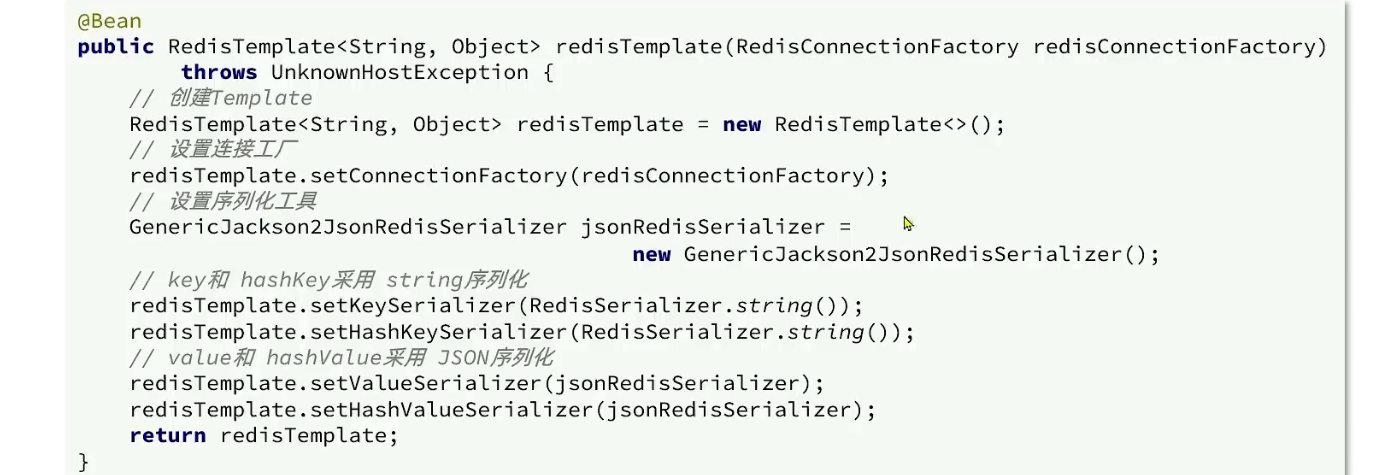 @Bean
public RedisTemplate<String, Object> redisTemplate(RedisConnectionFactory redisConnectionFactory)
throws UnknownHostException {
// 创建Template
RedisTemplate<String, Object> redisTemplate = new RedisTemplate<>();
// 设置连接工厂
redisTemplate.setConnectionFactory(redisConnectionFactory);
// 设置序列化工具
GenericJackson2JsonRedisSerializer jsonRedisSerializer =
new GenericJackson2JsonRedisSerializer();
// key和 hashKey采用 string序列化
redisTemplate.setKeySerializer(RedisSerializer.string());
redisTemplate.setHashKeySerializer(RedisSerializer.string());
// value和 hashValue采用 JSON序列化
redisTemplate.setValueSerializer(jsonRedisSerializer);
redisTemplate.setHashValueSerializer(jsonRedisSerializer);
return redisTemplate;
}